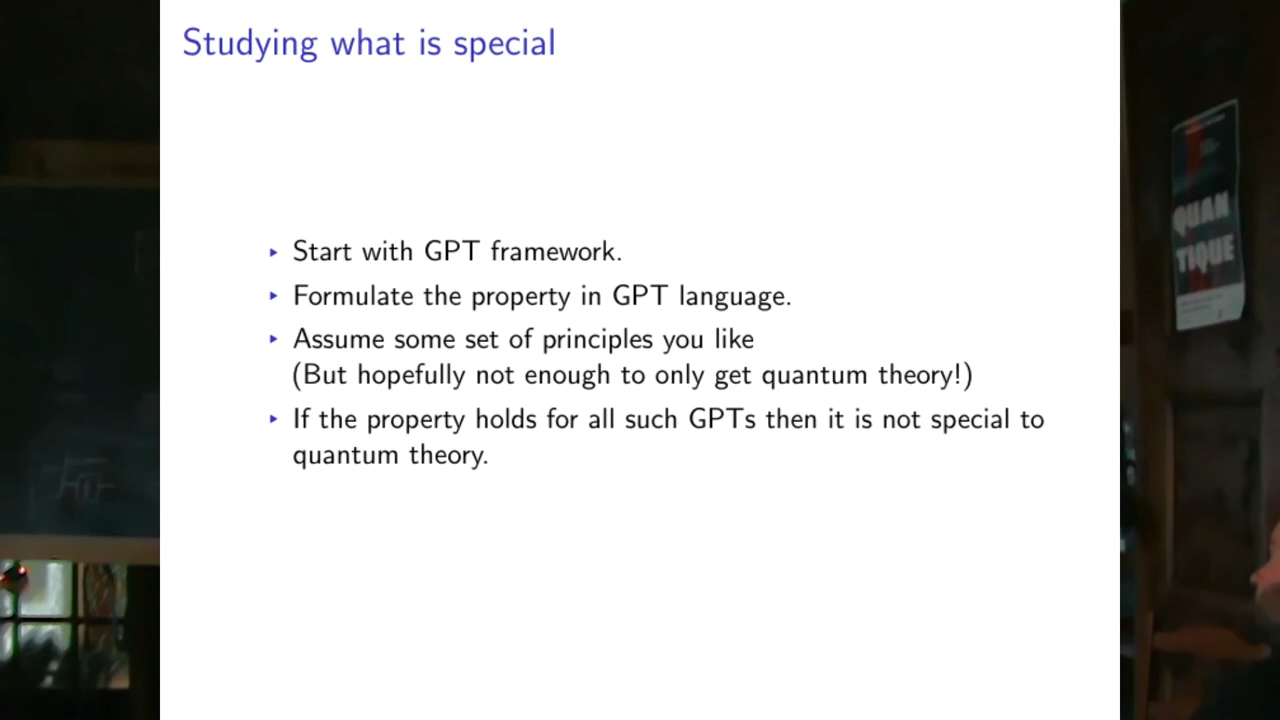 Studying what is special
‣ Start with GPT framework.
‣ Formulate the property in GPT language.
‣ Assume some set of principles you like
(But hopefully not enough to only get quantum theory!)
‣ If the property holds for all such GPTs then it is not special to
quantum theory.
QUAN
TIQUE